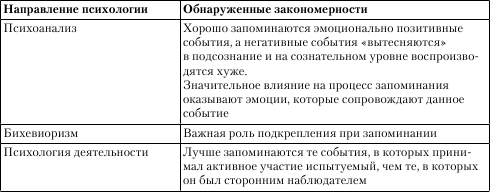 Направление психологии Обнаруженные закономерности
Психоанализ Хорошо запоминаются эмоционально позитивные
события, а негативные события «вытесняются»
в подсознание и на сознательном уровне воспроизво-
дятся хуже.
Значительное влияние на процесс запоминания
оказывают эмоции, которые сопровождают данное
событие
Бихевиоризм Важная роль подкрепления при запоминании
Психология деятельности Лучше запоминаются те события, в которых прини-
мал активное участие испытуемый, чем те, в которых
он был сторонним наблюдателем